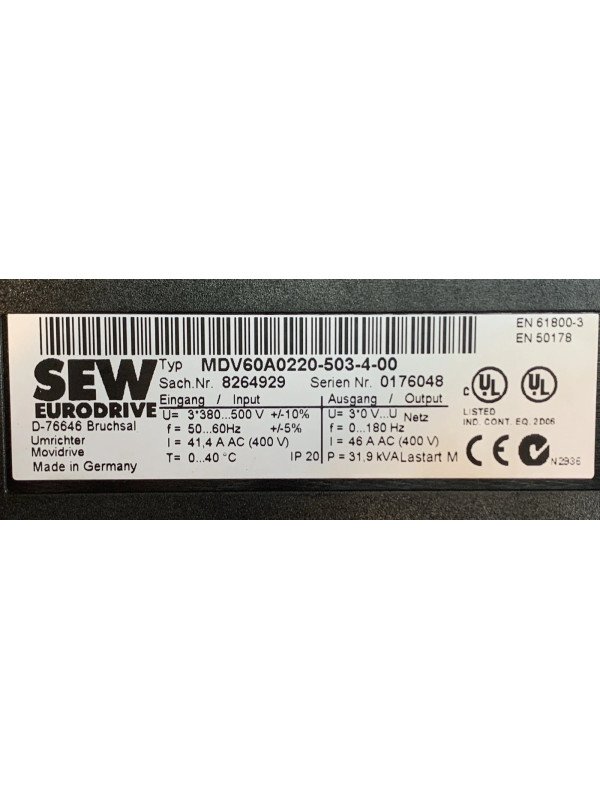 EN 61800-3
EN 50178
SEW
EURODRIVE
Typ MDV60A0220-503-4-00
Sach.Nr. 8264929 Serien Nr. 0176048
D-76646 Bruchsal
Umrichter
Movidrive
Made in Germany
Eingang / Input Ausgang / Output
U= 3*380...500 V +/-10% U= 3*0 V...U Netz
f = 50...60Hz +/-5% f = 0...180 Hz
I = 41,4 A AC (400 V) I = 46 A AC (400 V)
T= 0...40 °C IP 20 P = 31,9 kVA Lastart M
C UL UL
LISTED
IND. CONT. EQ. 2D06
CE N2936